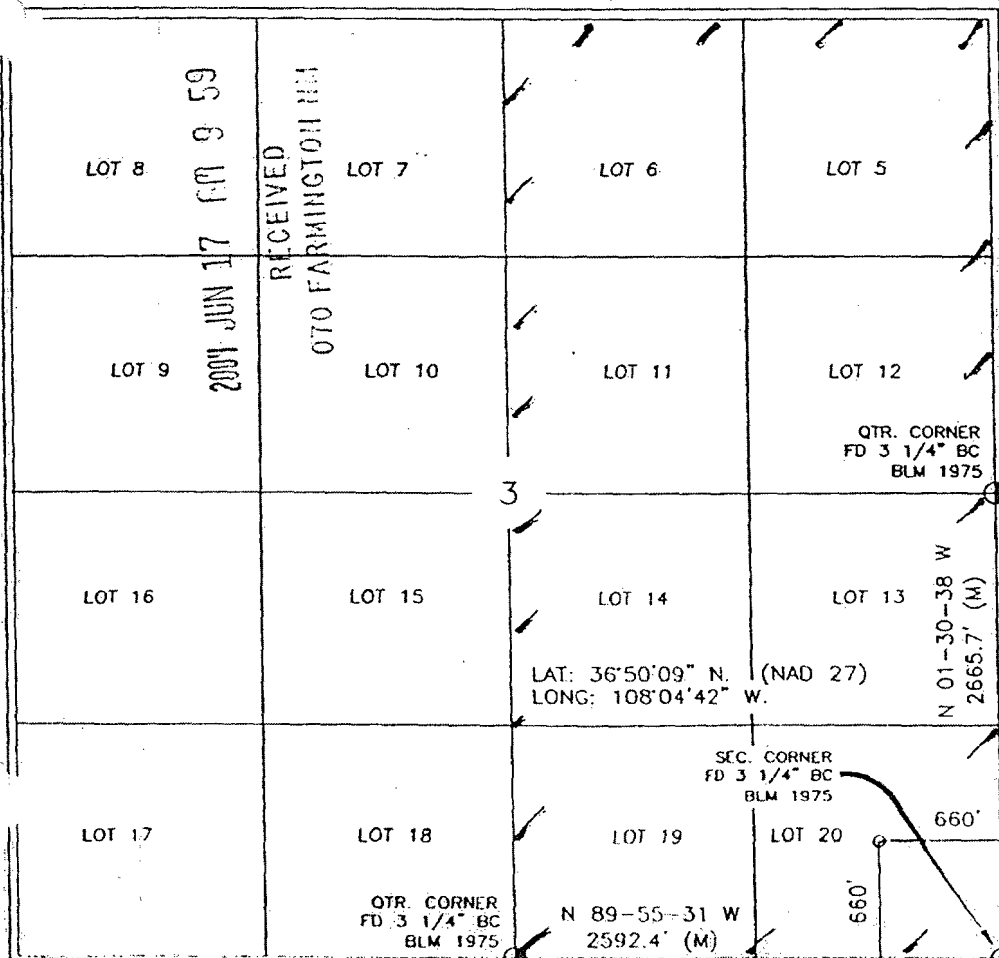 LOT 8
LOT 7
LOT 6
LOT 5
2004 JUN 17 AM 9 59
RECEIVED
070 FARMINGTON NM
LOT 9
LOT 10
LOT 11
LOT 12
QTR. CORNER
FD 3 1/4" BC
BLM 1975
3
LOT 16
LOT 15
LOT 14
LOT 13
N 01-30-38 W
2665.7' (M)
LAT: 36°50'09" N. (NAD 27)
LONG: 108°04'42" W.
SEC. CORNER
FD 3 1/4" BC
BLM 1975
LOT 17
LOT 18
LOT 19
LOT 20
660'
660'
QTR. CORNER
FD 3 1/4" BC
BLM 1975
N 89-55-31 W
2592.4' (M)